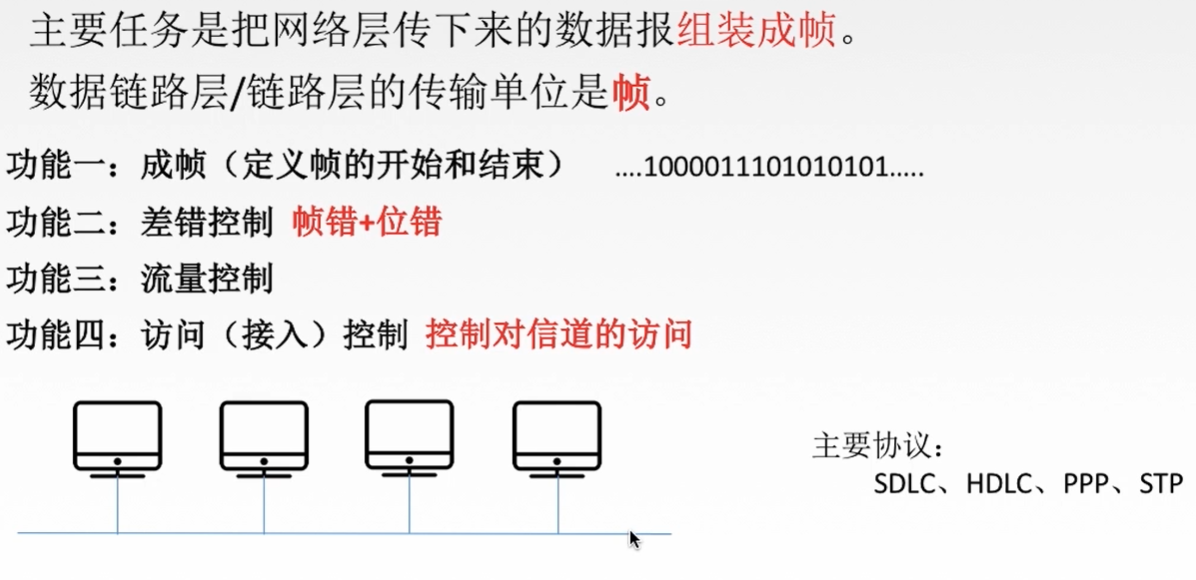 主要任务是把网络层传下来的数据报组装成帧。
数据链路层/链路层的传输单位是帧。
功能一：成帧（定义帧的开始和结束） ....1000011101010101.....
功能二：差错控制 帧错+位错
功能三：流量控制
功能四：访问（接入）控制 控制对信道的访问
主要协议：
SDLC、HDLC、PPP、STP